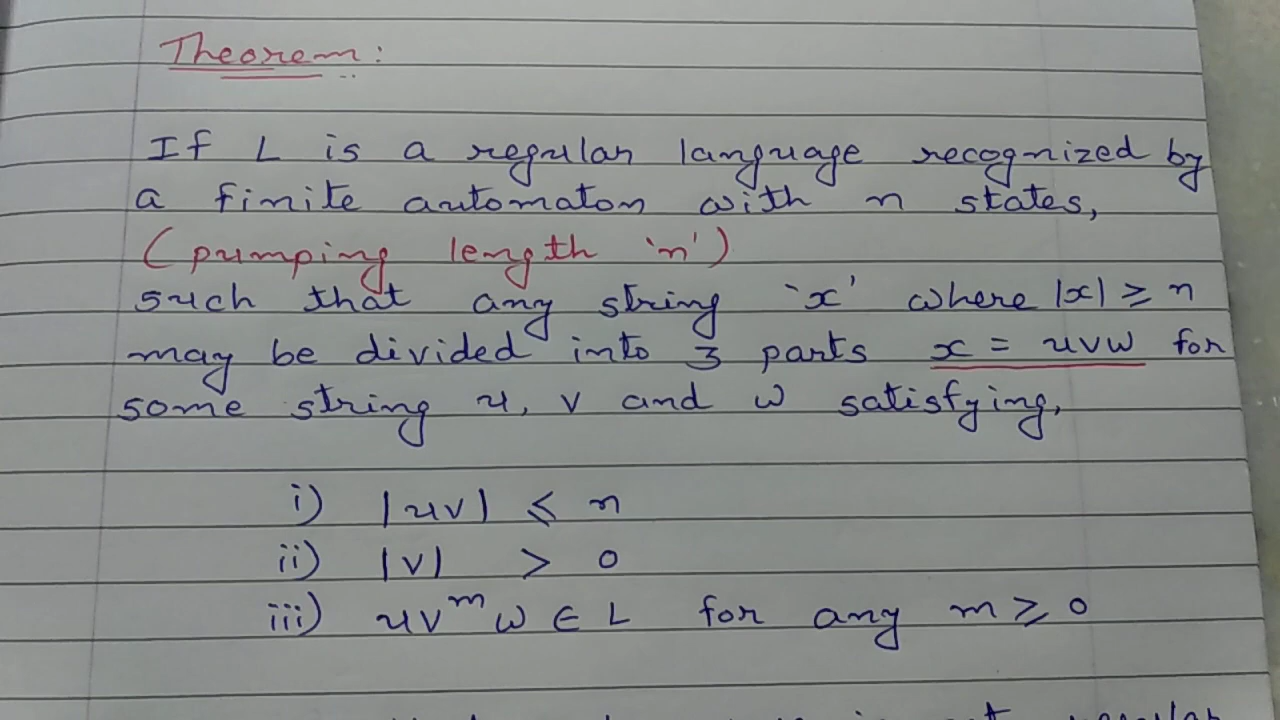 Theorem:
If L is a regular language recognized by
a finite automaton with n states,
(pumping length 'n')
such that any string 'x' where |x| ≥ n
may be divided into 3 parts x = uvw for
some string u, v and w satisfying,
i) |uv| ≤ n
ii) |v| > 0
iii) uvᵐw ∈ L for any m ≥ 0